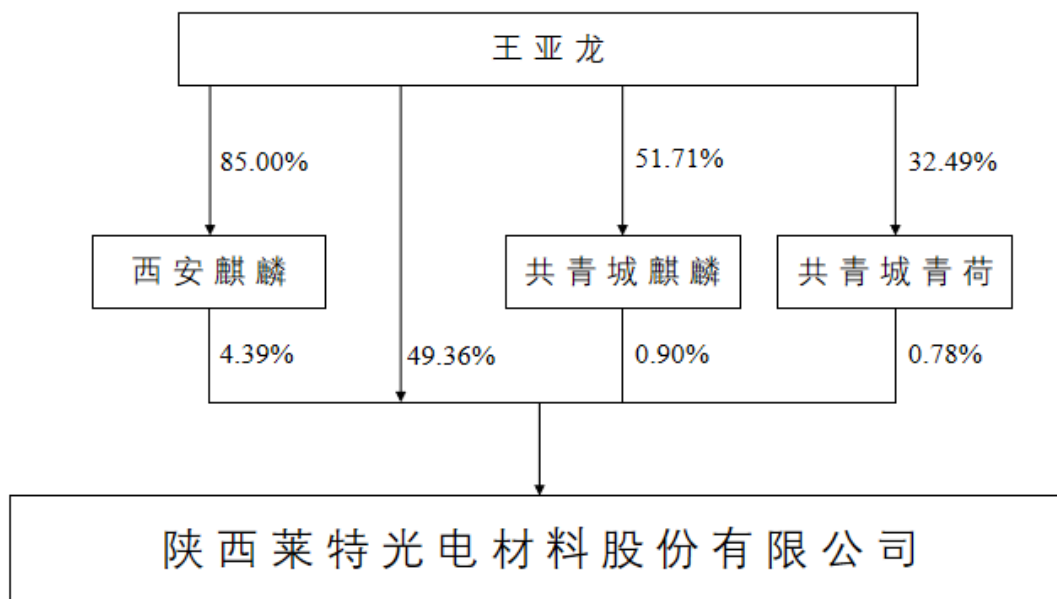 王亚龙
85.00%
51.71%
32.49%
西安麒麟
共青城麒麟
共青城青荷
4.39%
49.36%
0.90%
0.78%
陕西莱特光电材料股份有限公司